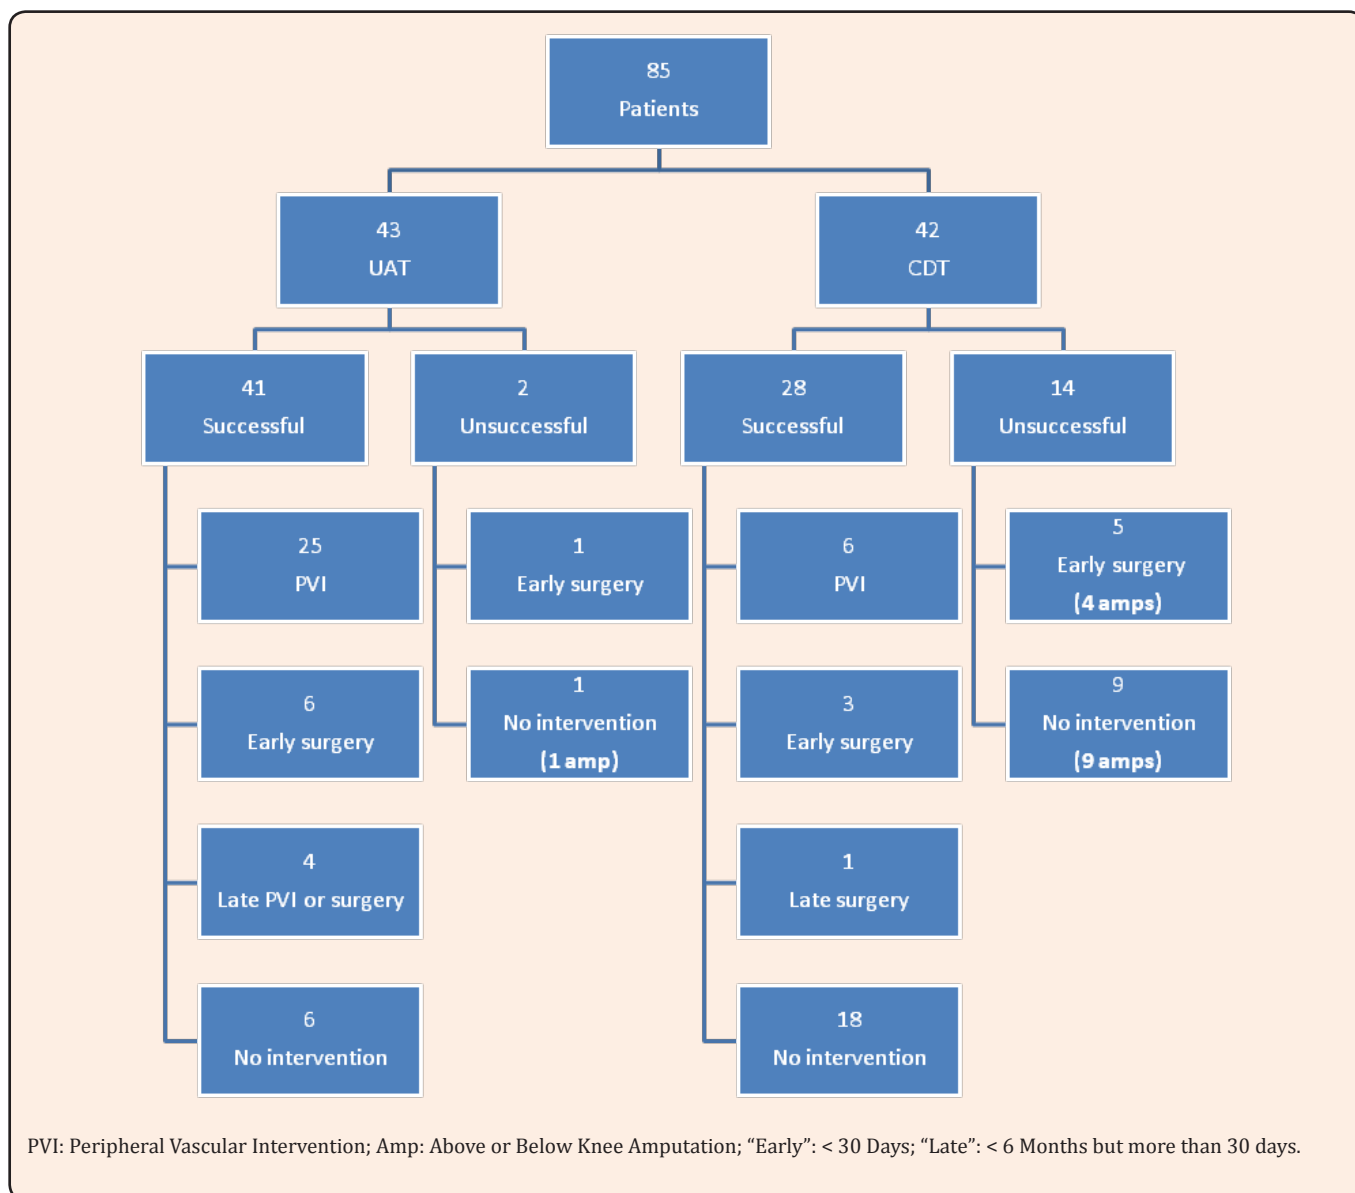 85
Patients
43
UAT
42
CDT
41
Successful
2
Unsuccessful
28
Successful
14
Unsuccessful
25
PVI
1
Early surgery
6
PVI
5
Early surgery
(4 amps)
6
Early surgery
1
No intervention
(1 amp)
3
Early surgery
9
No intervention
(9 amps)
4
Late PVI or surgery
1
Late surgery
6
No intervention
18
No intervention
PVI: Peripheral Vascular Intervention; Amp: Above or Below Knee Amputation; “Early”: < 30 Days; “Late”: < 6 Months but more than 30 days.